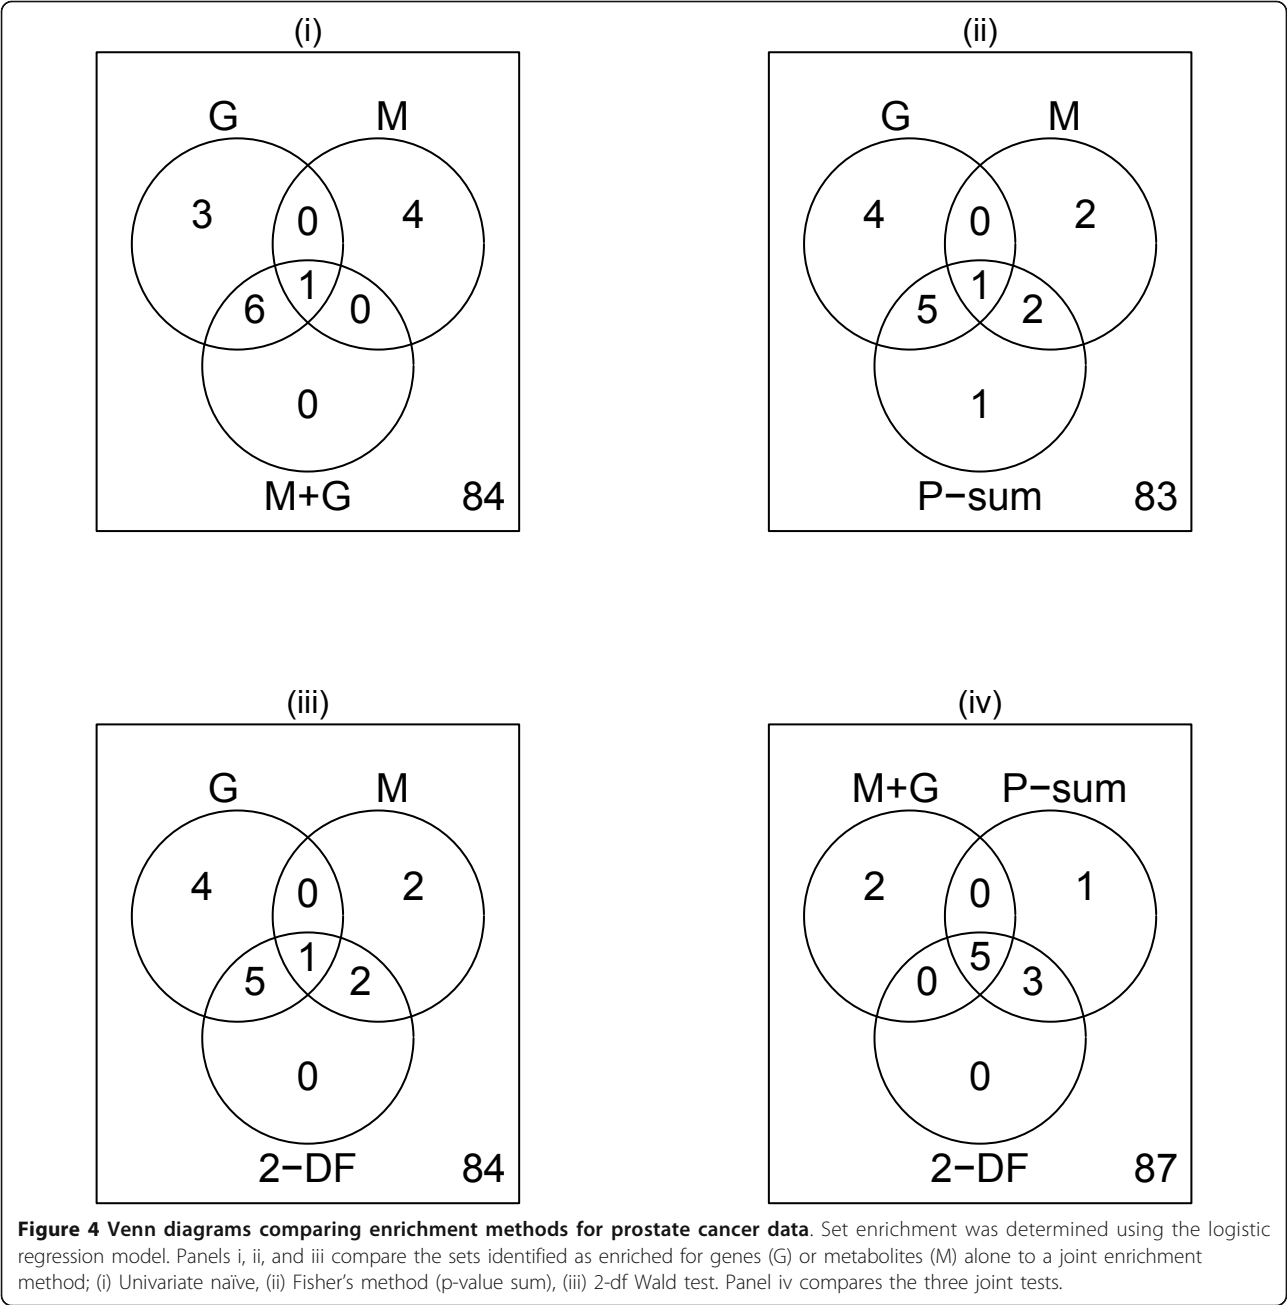 (i)
G M
3 0 4
1
6 0
0
M+G 84
(ii)
G M
4 0 2
1
5 2
1
P−sum 83
(iii)
G M
4 0 2
1
5 2
0
2−DF 84
(iv)
M+G P−sum
2 0 1
5
0 3
0
2−DF 87
Figure 4 Venn diagrams comparing enrichment methods for prostate cancer data. Set enrichment was determined using the logistic
regression model. Panels i, ii, and iii compare the sets identified as enriched for genes (G) or metabolites (M) alone to a joint enrichment
method; (i) Univariate naïve, (ii) Fisher's method (p-value sum), (iii) 2-df Wald test. Panel iv compares the three joint tests.